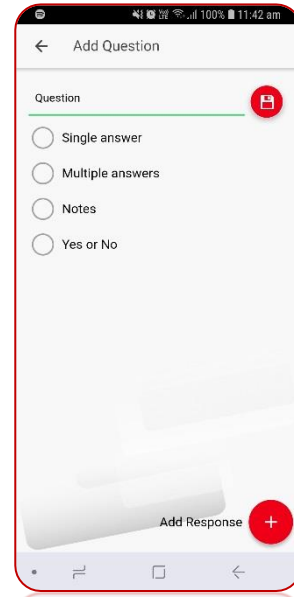 100% 11:42 am
Add Question
Question
Single answer
Multiple answers
Notes
Yes or No
Add Response